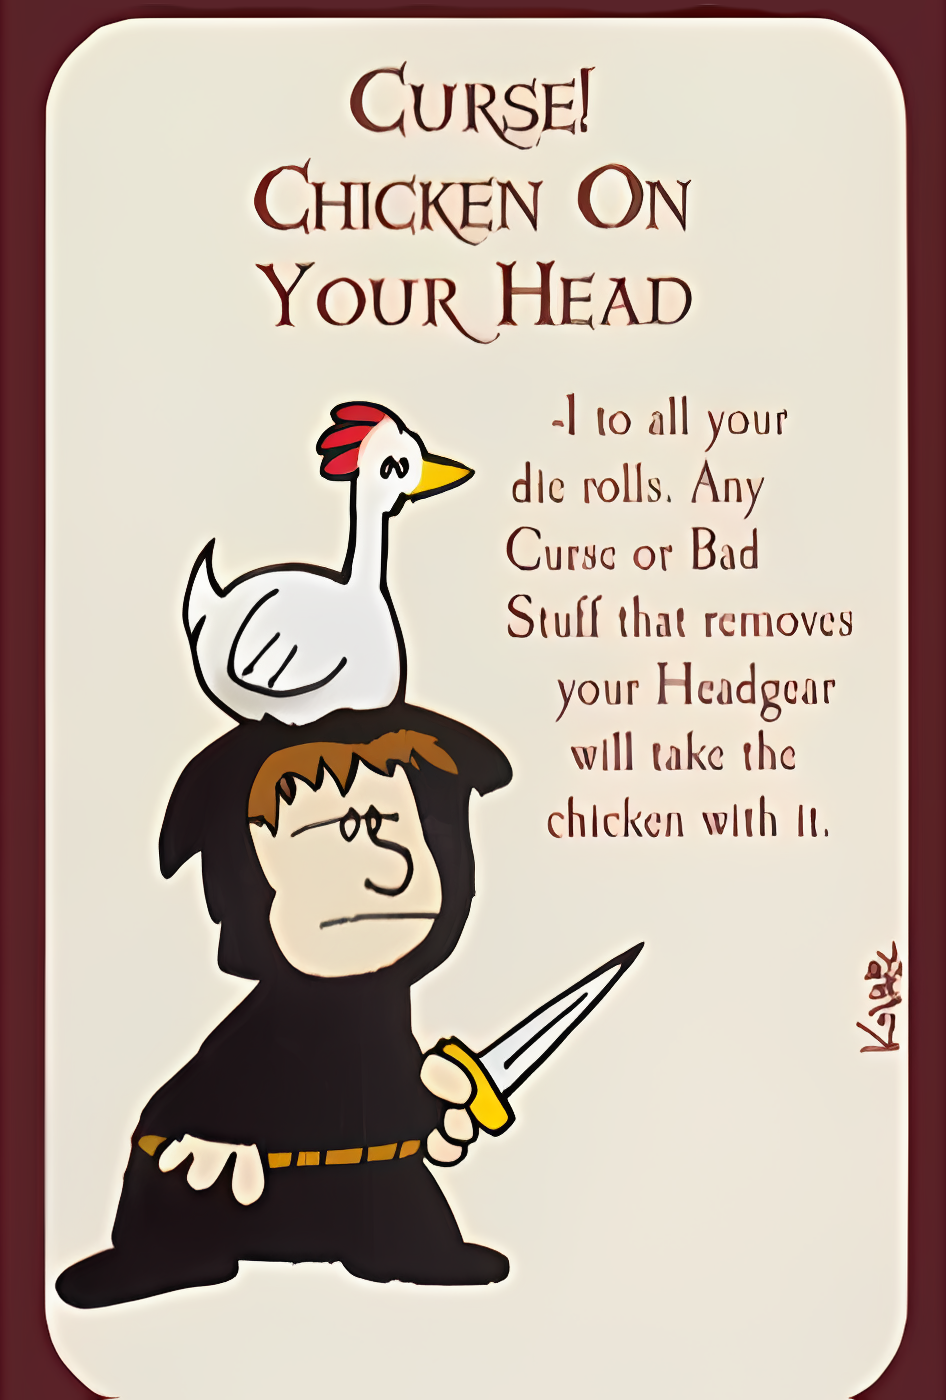 Curse!
Chicken On
Your Head
-1 to all your
die rolls. Any
Curse or Bad
Stuff that removes
your Headgear
will take the
chicken with it.